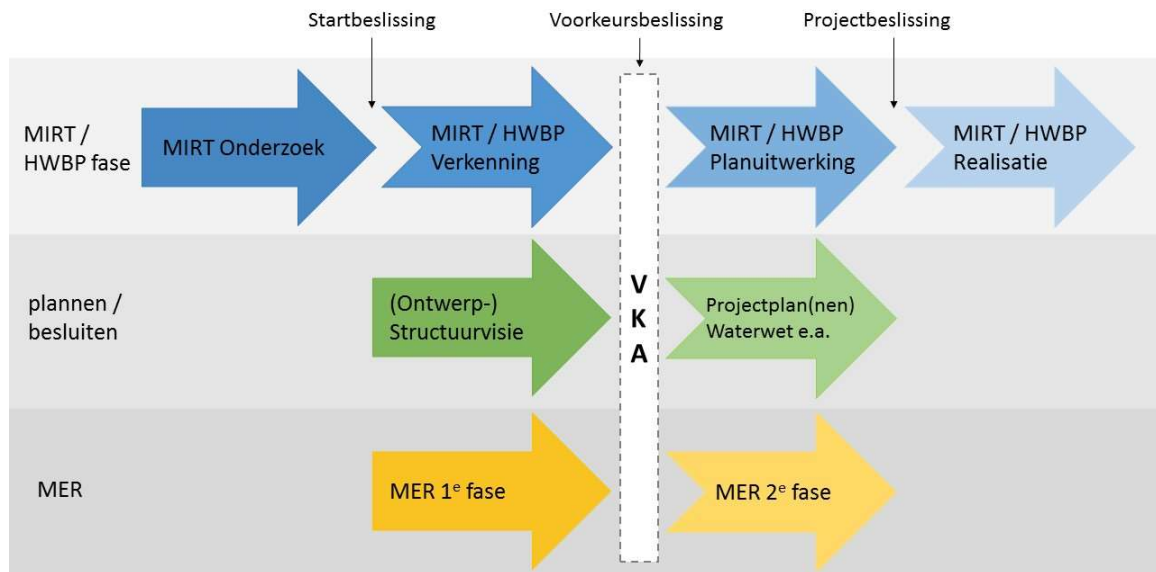 Startbeslissing
Voorkeursbeslissing
Projectbeslissing
MIRT /
HWBP fase
MIRT Onderzoek
MIRT / HWBP
Verkenning
MIRT / HWBP
Planuitwerking
MIRT / HWBP
Realisatie
plannen /
besluiten
(Ontwerp-)
Structuurvisie
V
K
A
Projectplan(nen)
Waterwet e.a.
MER
MER 1e fase
MER 2e fase